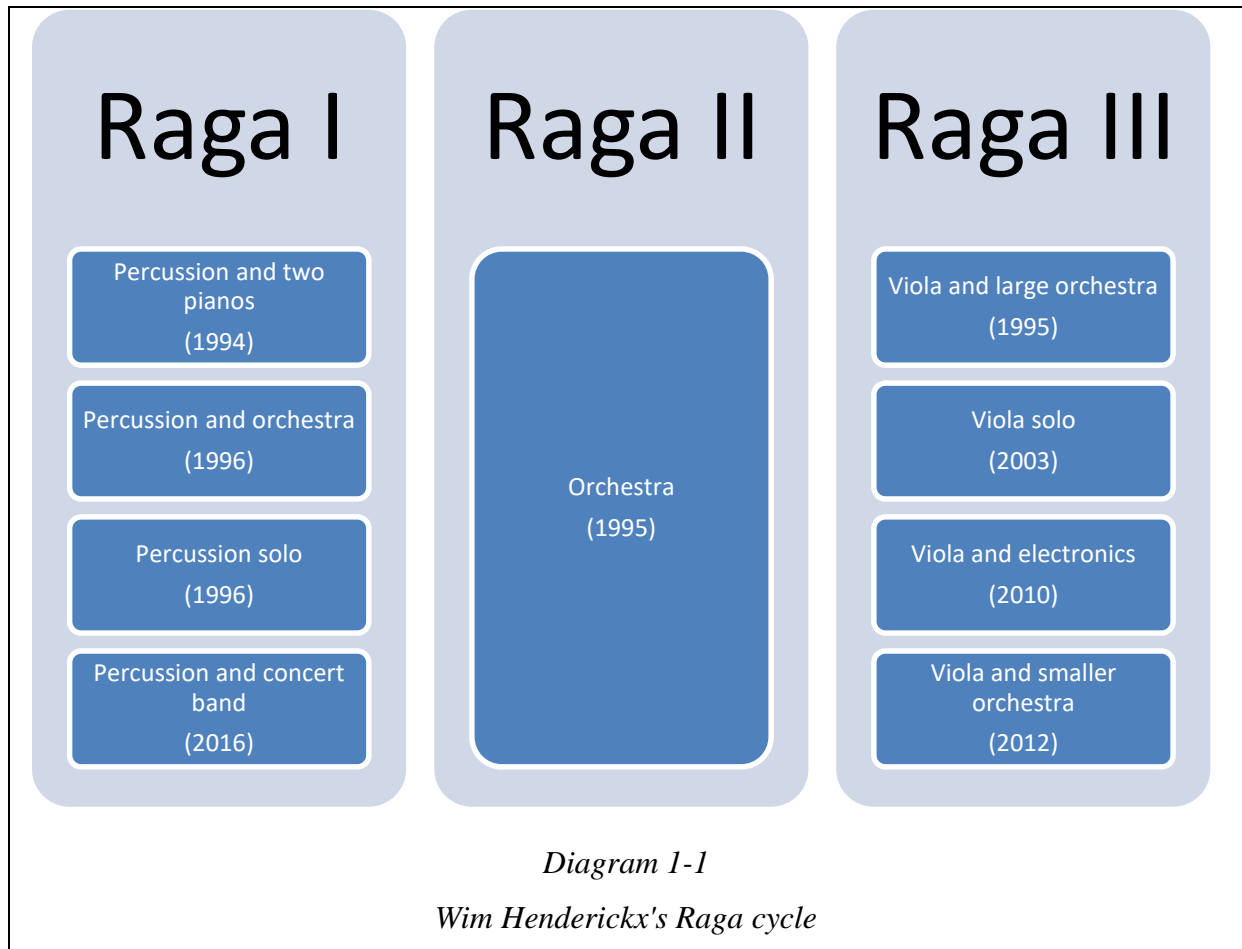 Raga I
Percussion and two
pianos
(1994)
Percussion and orchestra
(1996)
Percussion solo
(1996)
Percussion and concert
band
(2016)
Raga II
Orchestra
(1995)
Raga III
Viola and large orchestra
(1995)
Viola solo
(2003)
Viola and electronics
(2010)
Viola and smaller
orchestra
(2012)
Diagram 1-1
Wim Henderickx's Raga cycle